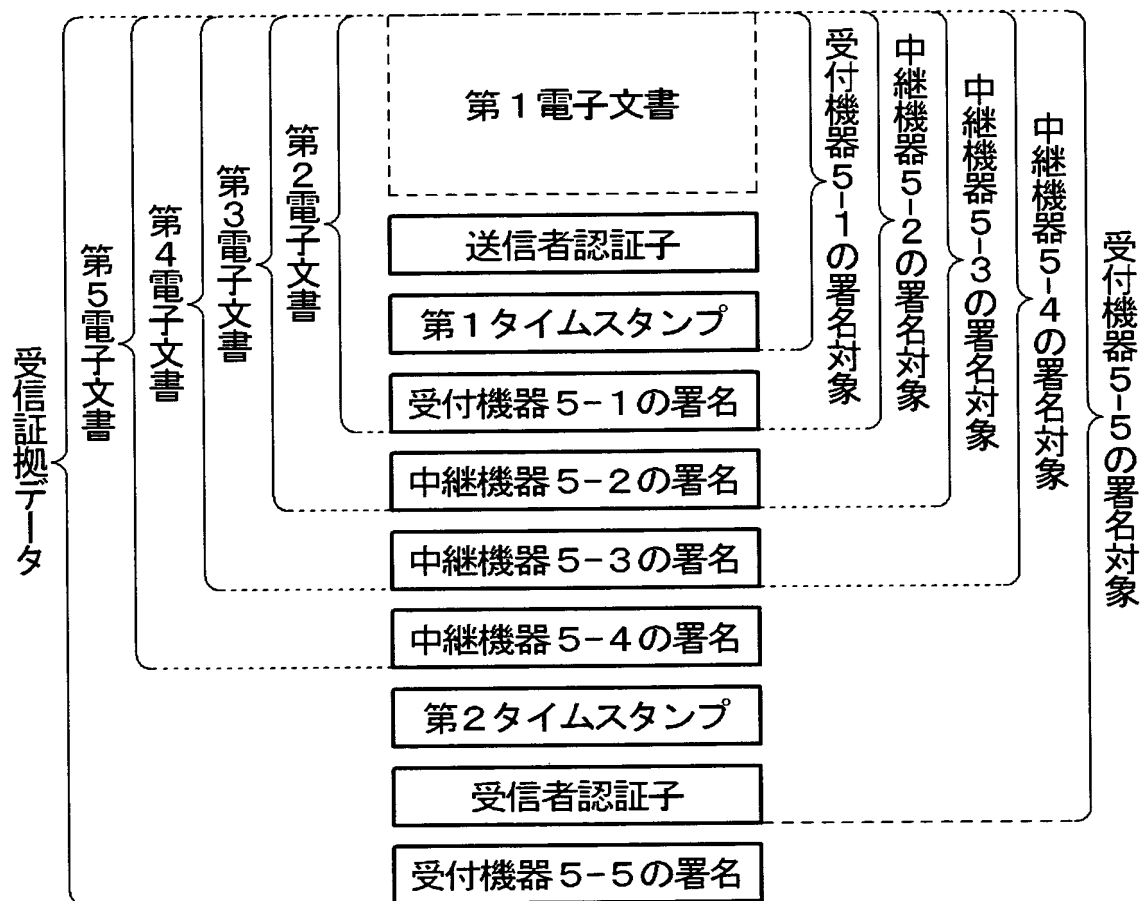 第1電子文書
送信者認証子
第1タイムスタンプ
受付機器5-1の署名
中継機器5-2の署名
中継機器5-3の署名
中継機器5-4の署名
第2タイムスタンプ
受信者認証子
受付機器5-5の署名
受信証拠データ
第5電子文書
第4電子文書
第3電子文書
第2電子文書
受付機器5-1の署名対象
中継機器5-2の署名対象
中継機器5-3の署名対象
中継機器5-4の署名対象
受付機器5-5の署名対象